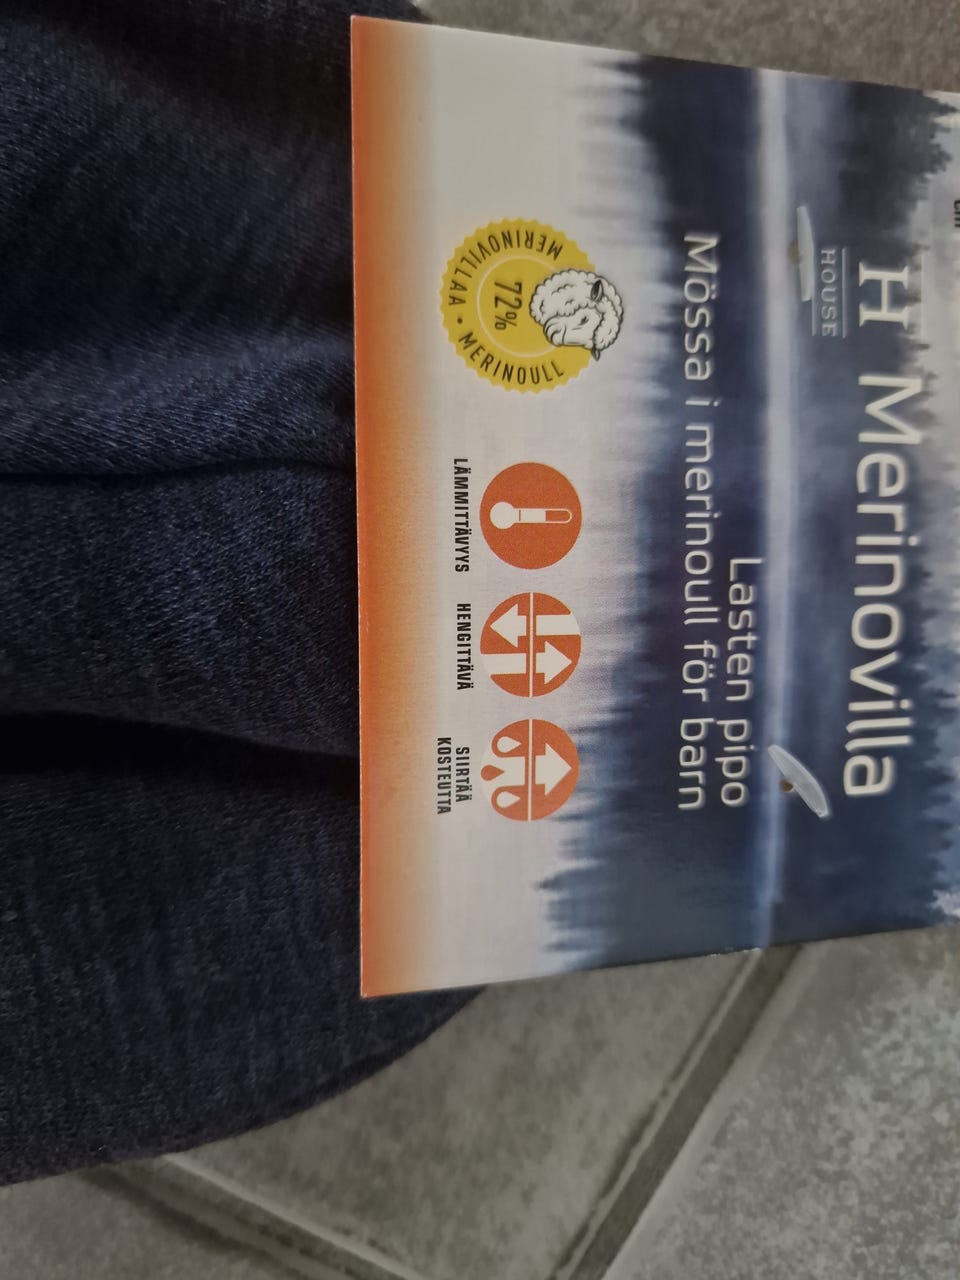 H Merinovilla
HOUSE
Lasten pipo
Mössa i merinoull för barn
MERINOVILLAA • MERINOULL
72%
LÄMMITTÄVYYS
HENGITTÄVÄ
SIIRTÄÄ
KOSTEUTTA